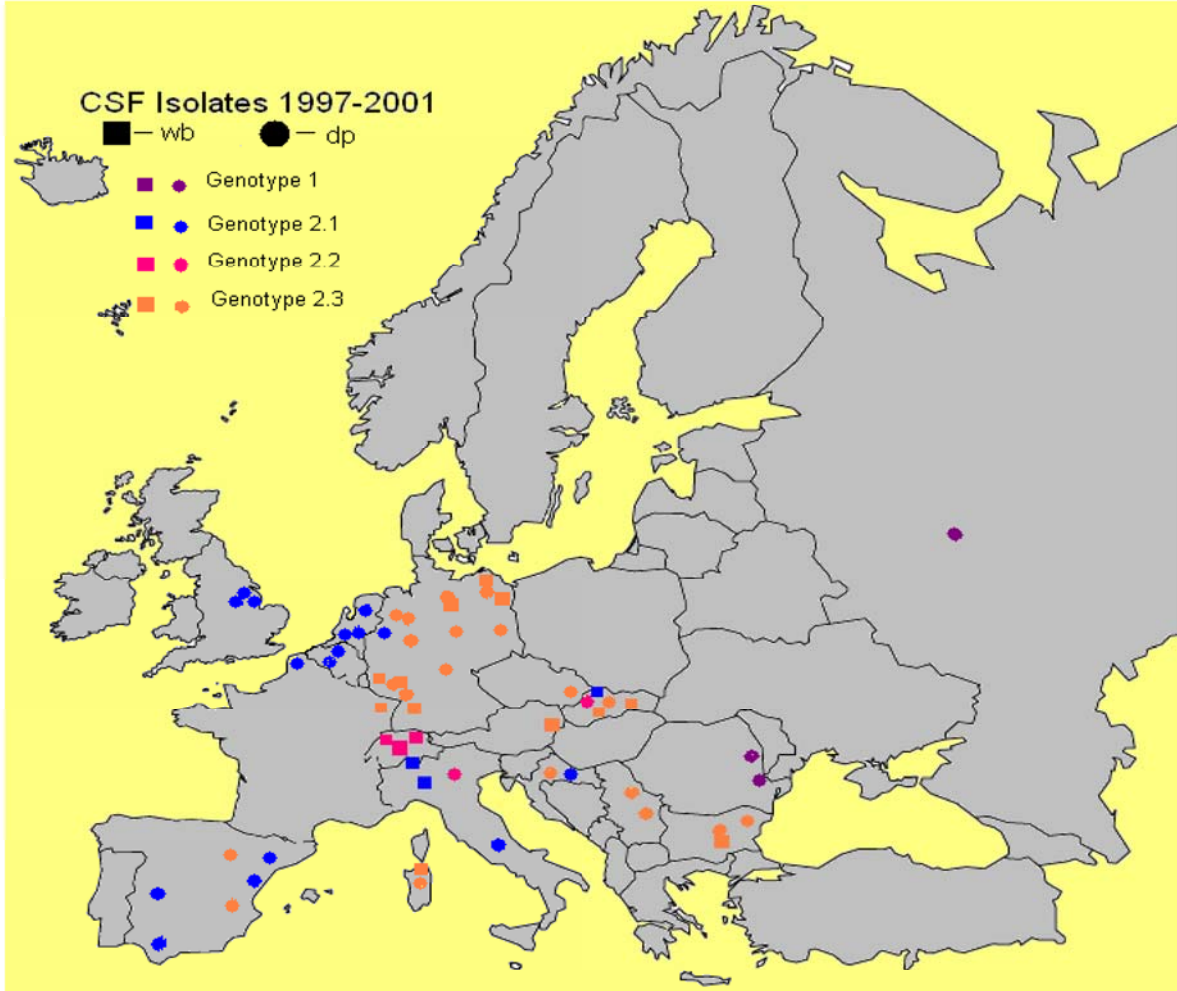 CSF Isolates 1997-2001
– wb – dp
Genotype 1
Genotype 2.1
Genotype 2.2
Genotype 2.3